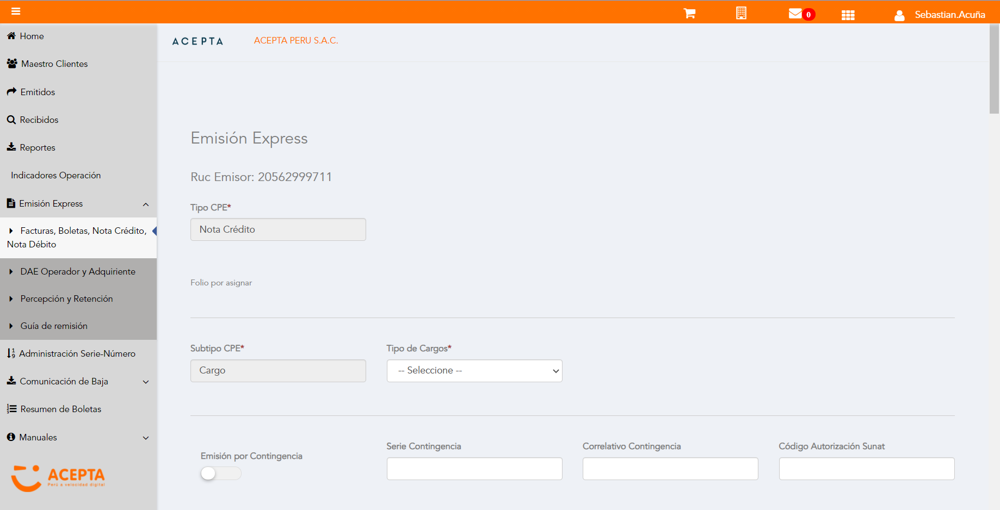 0
Sebastian.Acuña
Home
Maestro Clientes
Emitidos
Recibidos
Reportes
Indicadores Operación
Emisión Express
Facturas, Boletas, Nota Crédito,
Nota Débito
DAE Operador y Adquiriente
Percepción y Retención
Guía de remisión
Administración Serie-Número
Comunicación de Baja
Resumen de Boletas
Manuales
ACEPTA
Perú a velocidad digital
ACEPTA
ACEPTA PERU S.A.C.
Emisión Express
Ruc Emisor: 20562999711
Tipo CPE*
Nota Crédito
Folio por asignar
Subtipo CPE*
Tipo de Cargos*
Cargo
-- Seleccione --
Emisión por Contingencia
Serie Contingencia
Correlativo Contingencia
Código Autorización Sunat